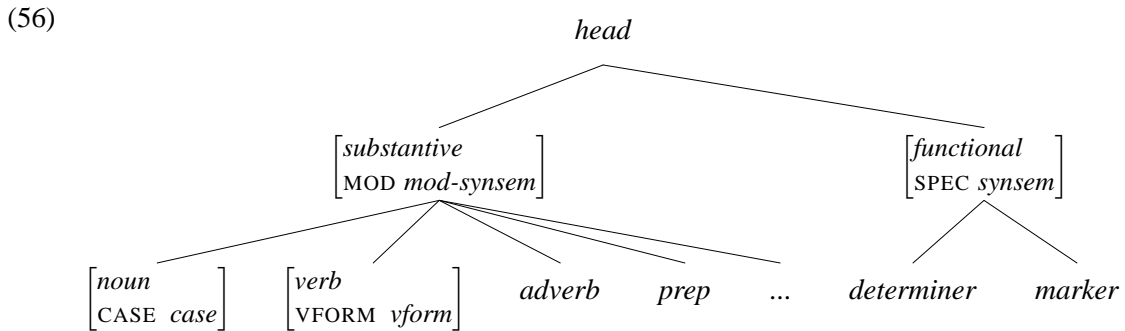 (56)
head
substantive functional
MOD mod-synsem SPEC synsem
noun verb adverb prep ... determiner marker
CASE case VFORM vform